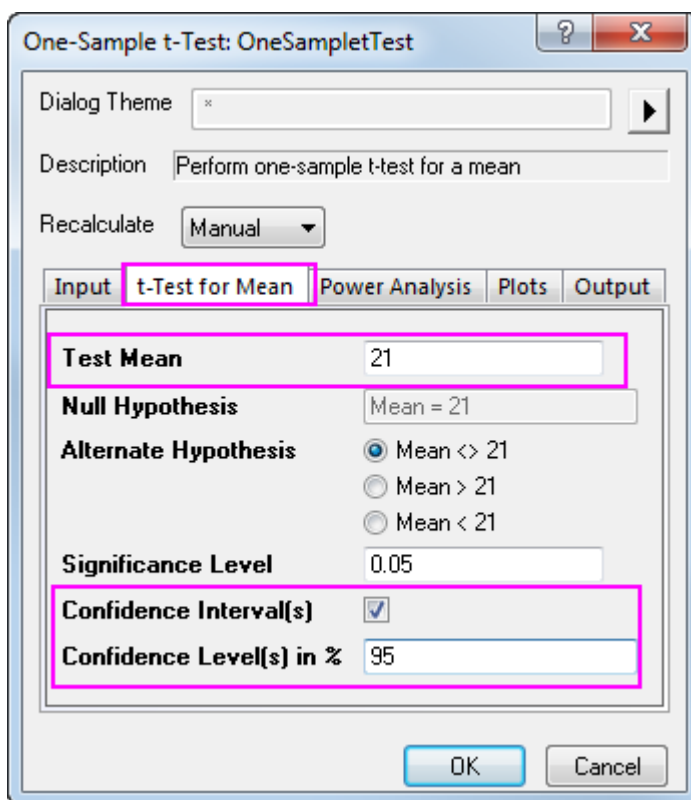 One-Sample t-Test: OneSampletTest
Dialog Theme *
Description Perform one-sample t-test for a mean
Recalculate Manual
Input t-Test for Mean Power Analysis Plots Output
Test Mean 21
Null Hypothesis Mean = 21
Alternate Hypothesis Mean <> 21
Mean > 21
Mean < 21
Significance Level 0.05
Confidence Interval(s)
Confidence Level(s) in % 95
OK Cancel